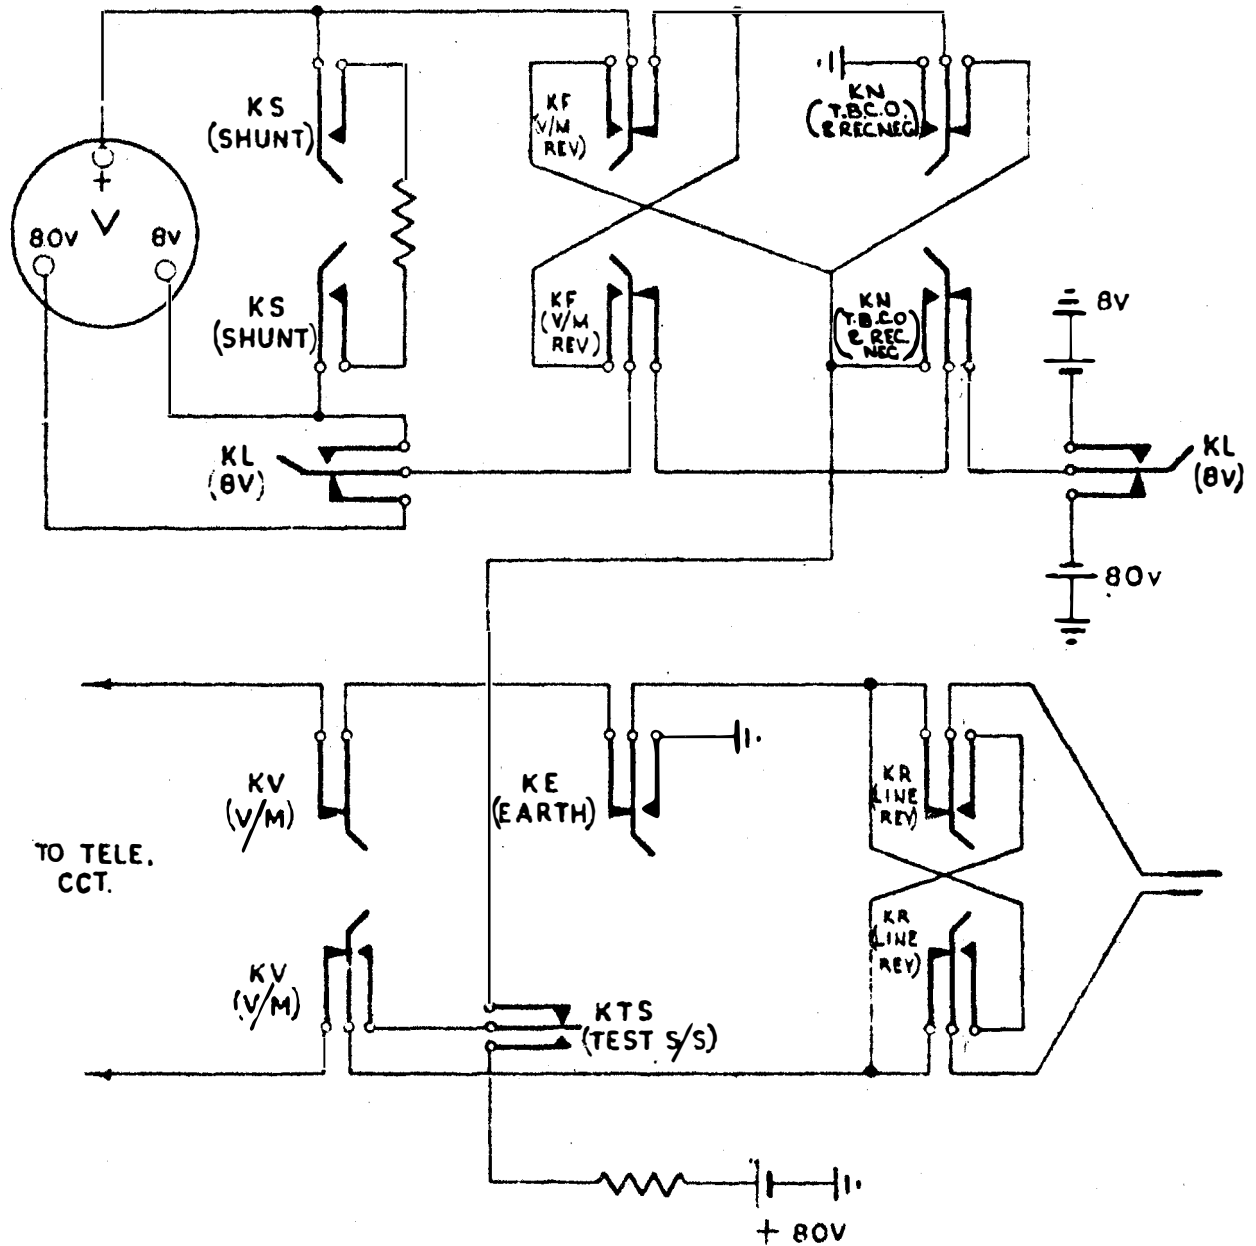 KS
(SHUNT)
KF
(V/M
REV)
KN
(T.B.C.O.
& REC.NEG)
+
V
80V
8V
KS
(SHUNT)
KF
(V/M
REV)
KN
(T.B.C.O
& REC.
NEG)
8V
KL
(8V)
KL
(8V)
80V
KV
(V/M)
KE
(EARTH)
KR
(LINE
REV)
TO TELE.
CCT.
KR
(LINE
REV)
KV
(V/M)
KTS
(TEST S/S)
+ 80V